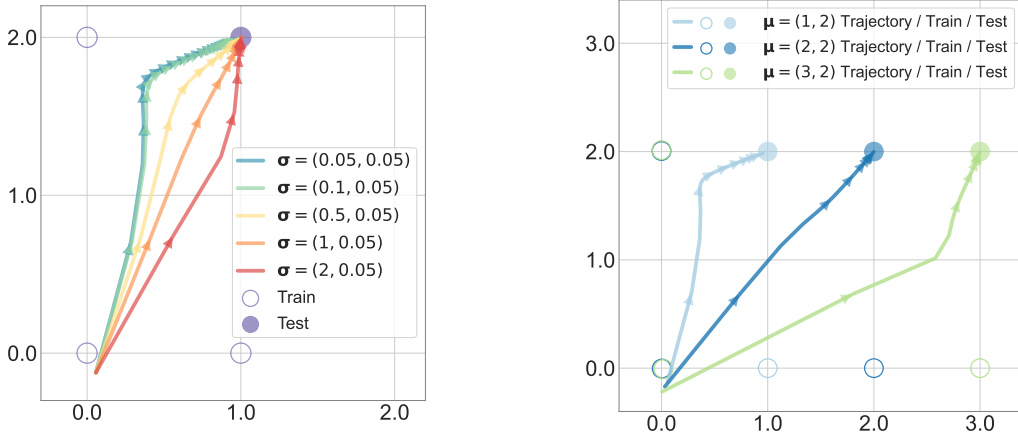 2.0
1.0
0.0
0.0
1.0
2.0
σ = (0.05, 0.05)
σ = (0.1, 0.05)
σ = (0.5, 0.05)
σ = (1, 0.05)
σ = (2, 0.05)
Train
Test
3.0
2.0
1.0
0.0
0.0
1.0
2.0
3.0
μ = (1, 2) Trajectory / Train / Test
μ = (2, 2) Trajectory / Train / Test
μ = (3, 2) Trajectory / Train / Test